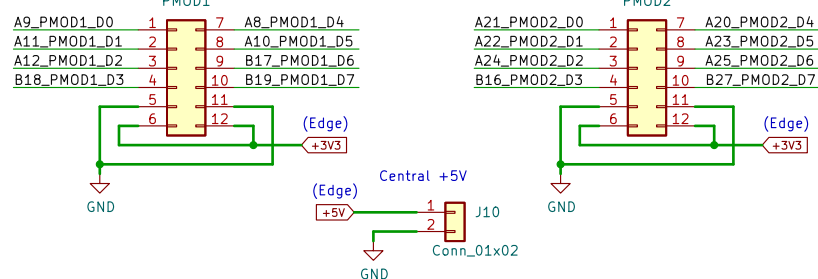 PMOD1
A9_PMOD1_D0 1 7 A8_PMOD1_D4
A11_PMOD1_D1 2 8 A10_PMOD1_D5
A12_PMOD1_D2 3 9 B17_PMOD1_D6
B18_PMOD1_D3 4 10 B19_PMOD1_D7
5 11
6 12
(Edge)
+3V3
GND
PMOD2
A21_PMOD2_D0 1 7 A20_PMOD2_D4
A22_PMOD2_D1 2 8 A23_PMOD2_D5
A24_PMOD2_D2 3 9 A25_PMOD2_D6
B16_PMOD2_D3 4 10 B27_PMOD2_D7
5 11
6 12
(Edge)
+3V3
GND
Central +5V
(Edge)
+5V 1 J10
2
Conn_01x02
GND